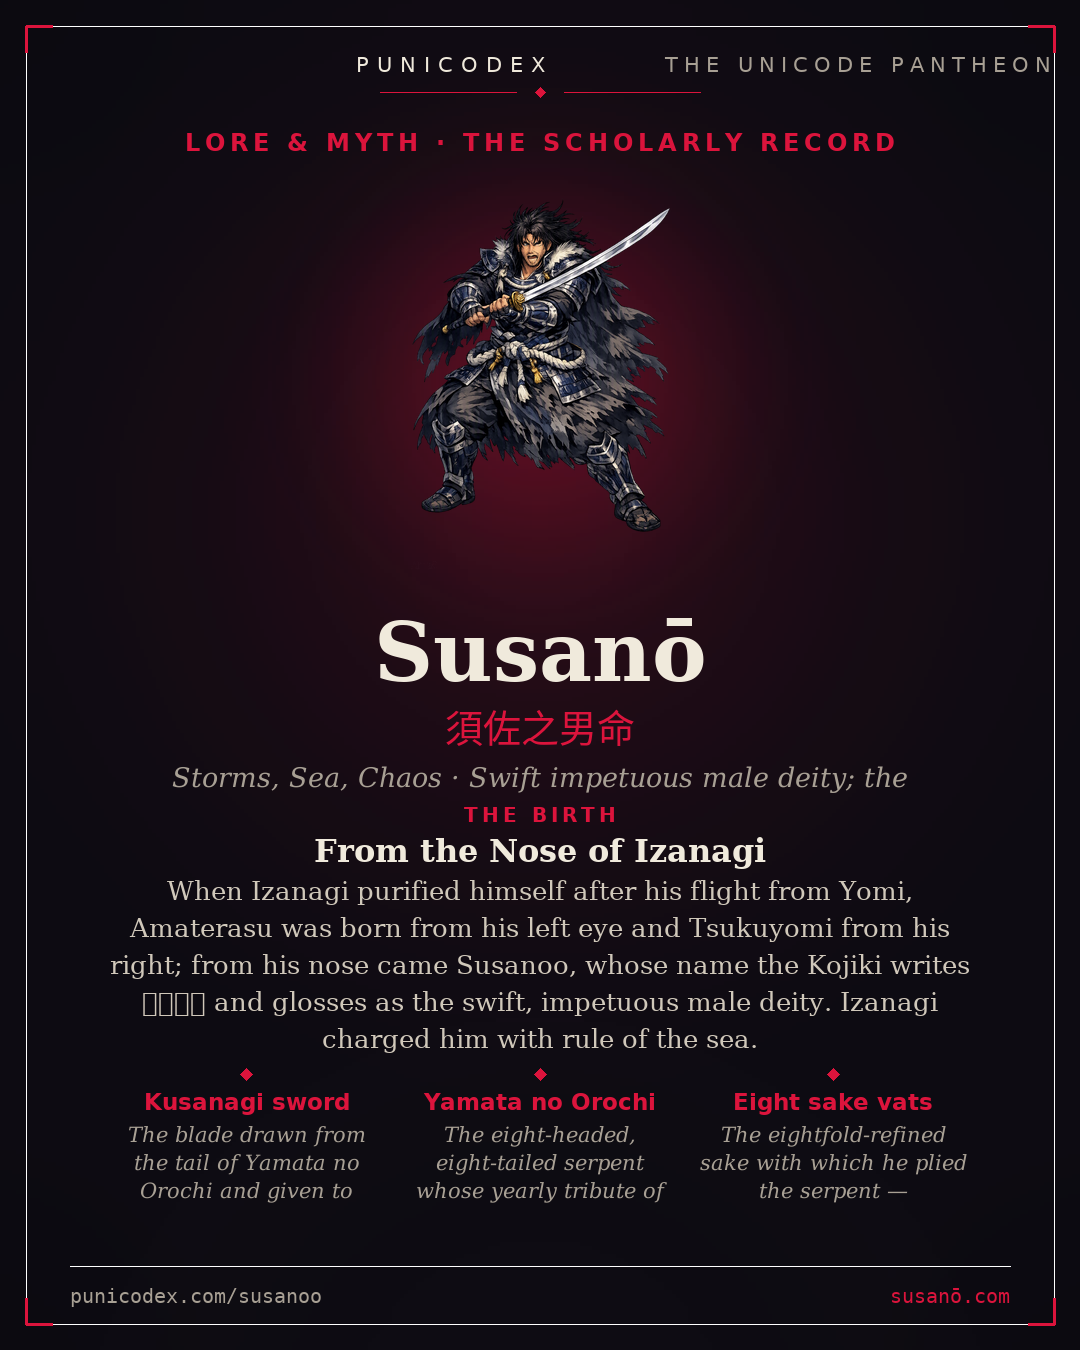 PUNICODEX THE UNICODE PANTHEON
LORE & MYTH · THE SCHOLARLY RECORD
Susanō
須佐之男命
Storms, Sea, Chaos · Swift impetuous male deity; the
THE BIRTH
From the Nose of Izanagi
When Izanagi purified himself after his flight from Yomi,
Amaterasu was born from his left eye and Tsukuyomi from his
right; from his nose came Susanoo, whose name the Kojiki writes
and glosses as the swift, impetuous male deity. Izanagi
charged him with rule of the sea.
Kusanagi sword
The blade drawn from
the tail of Yamata no
Orochi and given to
Yamata no Orochi
The eight-headed,
eight-tailed serpent
whose yearly tribute of
Eight sake vats
The eightfold-refined
sake with which he plied
the serpent —
punicodex.com/susanoo
susanō.com